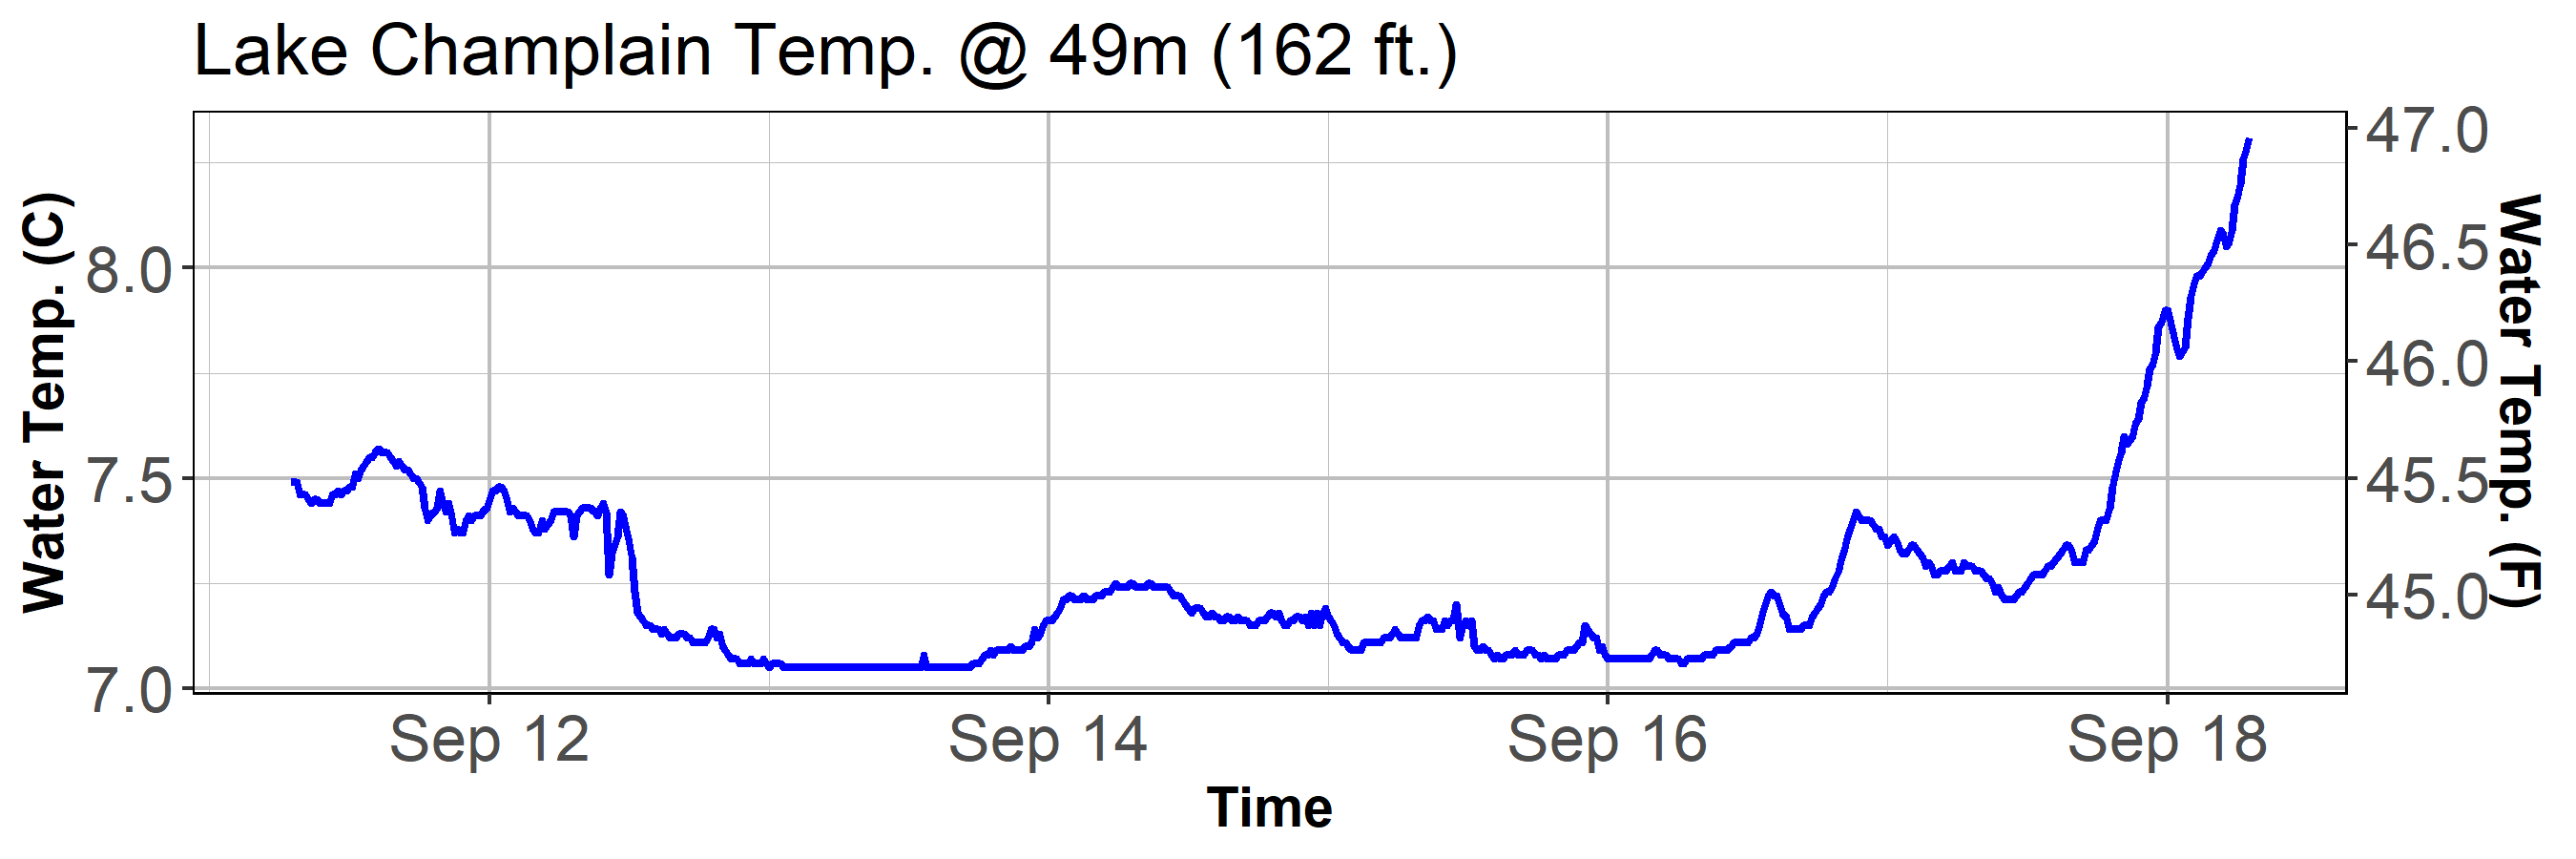 Lake Champlain Temp. @ 49m (162 ft.)
Water Temp. (C)
8.0
7.5
7.0
47.0
46.5
46.0
45.5
45.0
Water Temp. (F)
Sep 12 Sep 14 Sep 16 Sep 18
Time